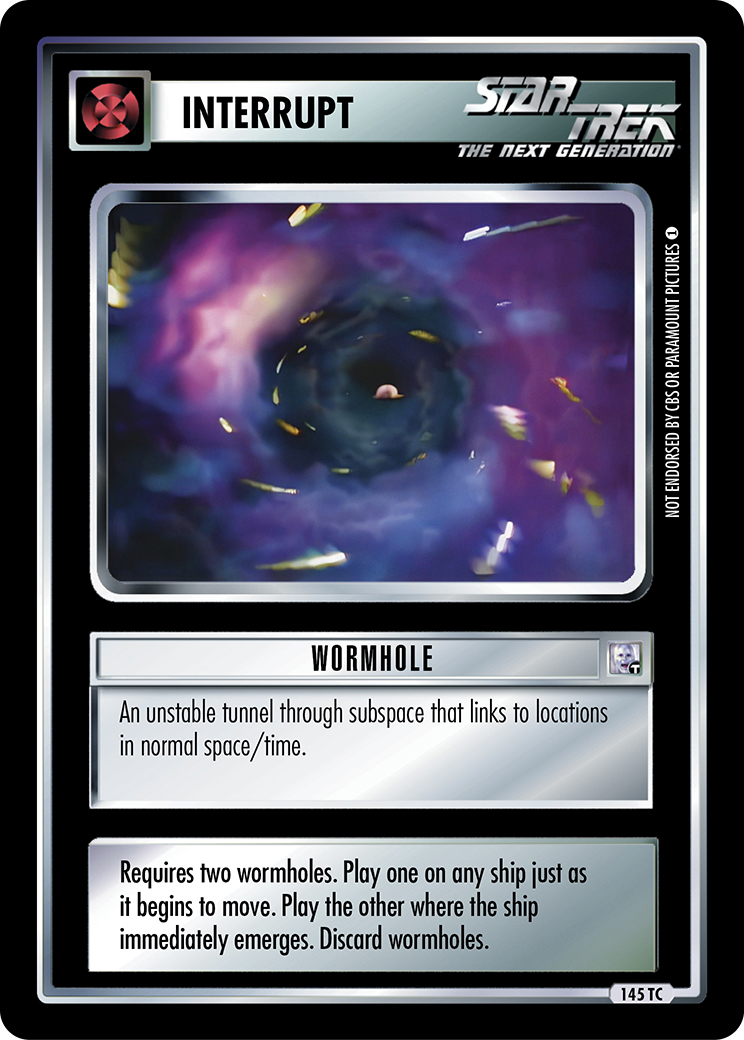 INTERRUPT
STAR TREK
THE NEXT GENERATION
NOT ENDORSED BY CBS OR PARAMOUNT PICTURES 1
WORMHOLE
T
An unstable tunnel through subspace that links to locations
in normal space/time.
Requires two wormholes. Play one on any ship just as
it begins to move. Play the other where the ship
immediately emerges. Discard wormholes.
145 TC